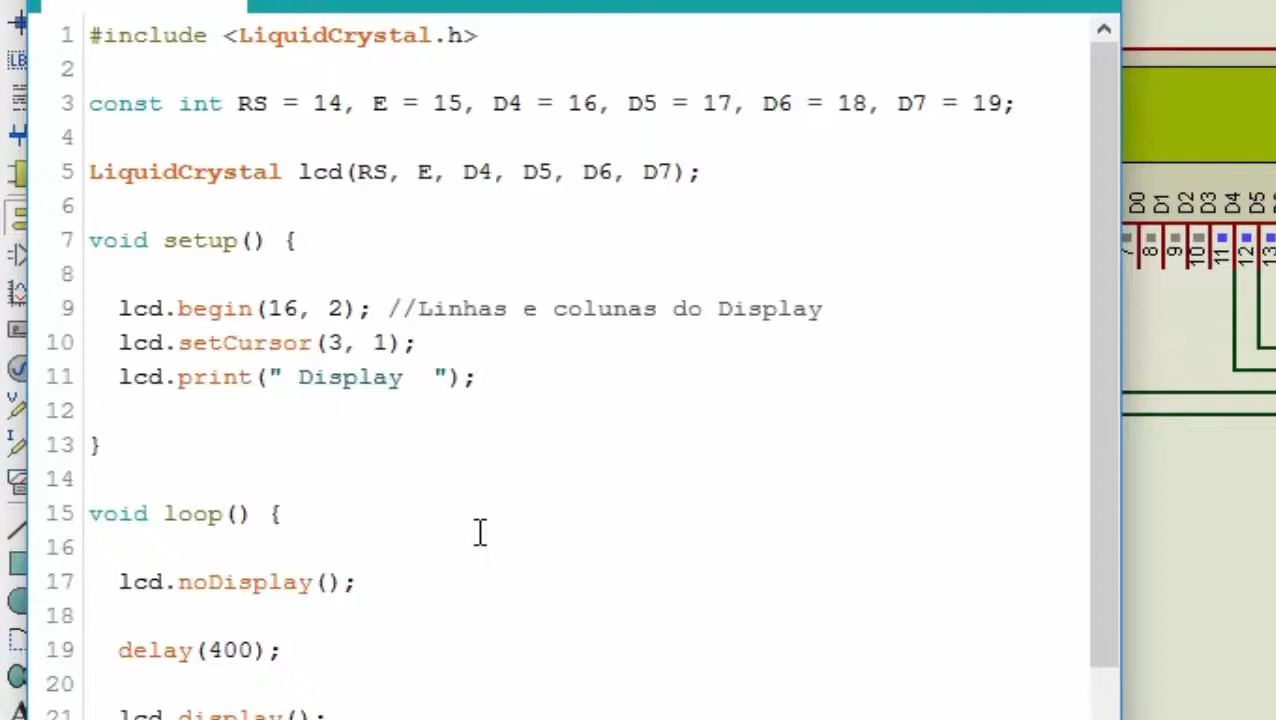 1 #include <LiquidCrystal.h>
2
3 const int RS = 14, E = 15, D4 = 16, D5 = 17, D6 = 18, D7 = 19;
4
5 LiquidCrystal lcd(RS, E, D4, D5, D6, D7);
6
7 void setup() {
8
9 lcd.begin(16, 2); //Linhas e colunas do Display
10 lcd.setCursor(3, 1);
11 lcd.print(" Display  ");
12
13 }
14
15 void loop() {
16
17 lcd.noDisplay();
18
19 delay(400);
20
21 lcd.display();
LB
V
I
A
D0 D1 D2 D3 D4 D5
7 8 9 10 11 12 13